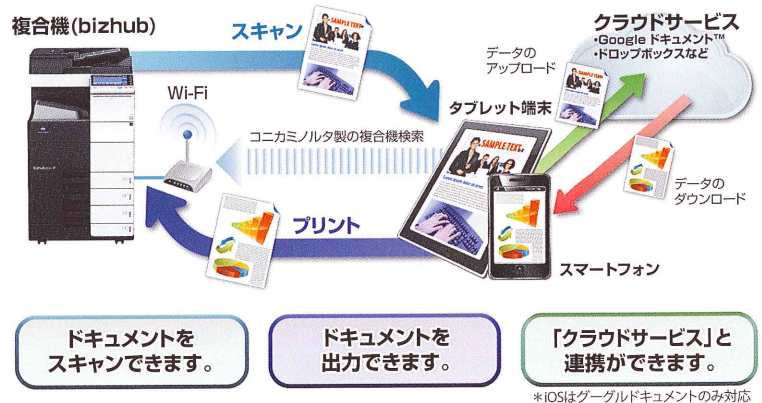 複合機(bizhub)
スキャン
SAMPLE TEXT
クラウドサービス
・Google ドキュメント™
・ドロップボックスなど
データの
アップロード
Wi-Fi
タブレット端末
コニカミノルタ製の複合機検索
SAMPLE TEXT
データの
ダウンロード
プリント
スマートフォン
ドキュメントを
スキャンできます。
ドキュメントを
出力できます。
「クラウドサービス」と
連携ができます。
＊iOSはグーグルドキュメントのみ対応